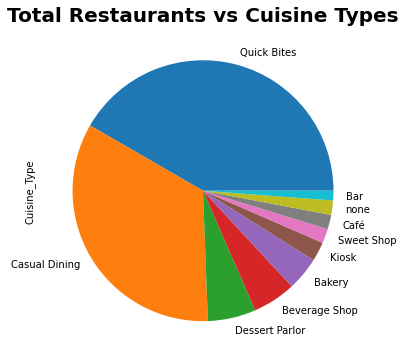 Total Restaurants vs Cuisine Types
Quick Bites
Cuisine_Type
Casual Dining
Dessert Parlor
Beverage Shop
Bakery
Kiosk
Sweet Shop
Café
none
Bar